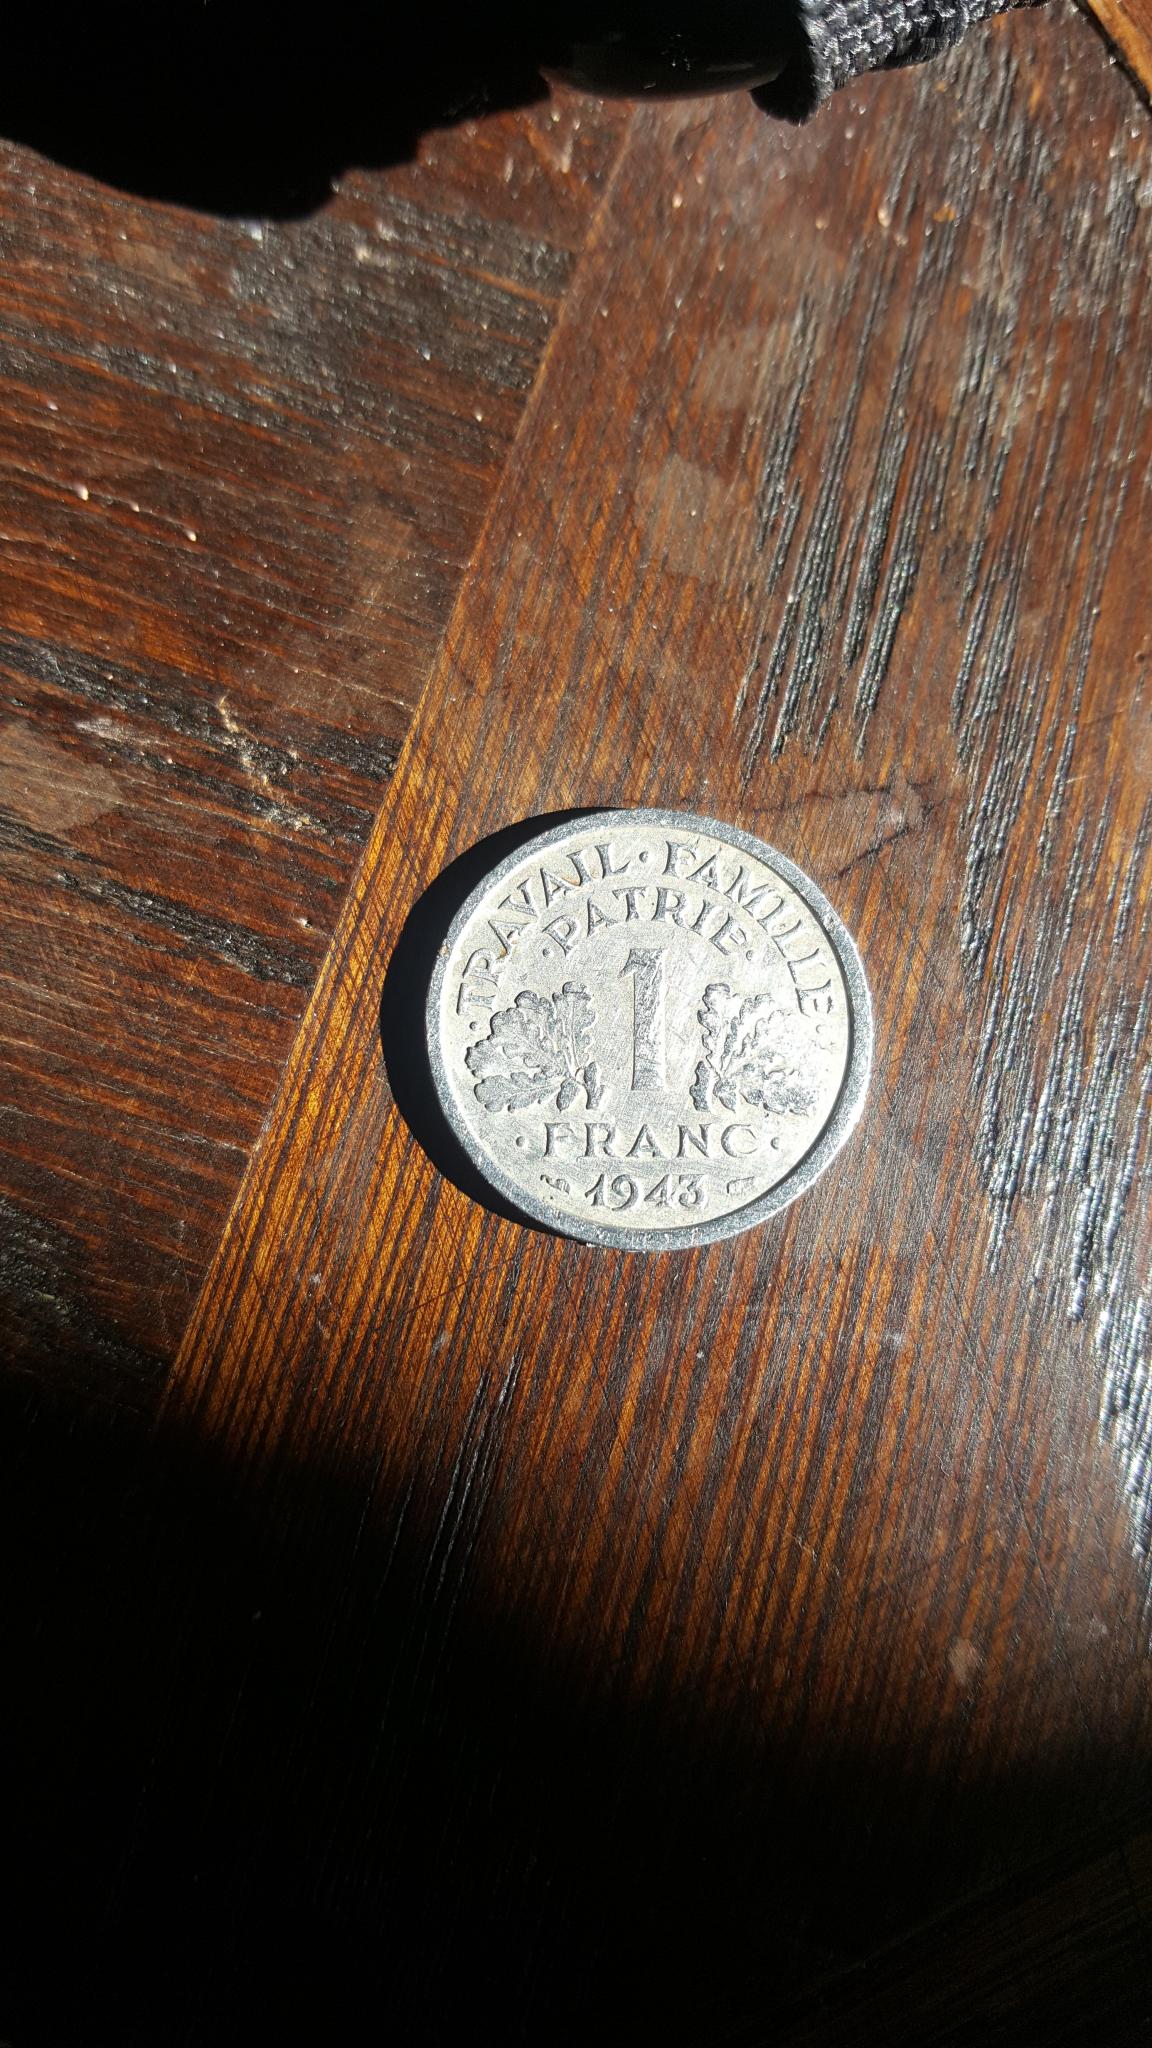 ·TRAVAIL·FAMILLE·
·PATRIE·
1
·FRANC·
1943